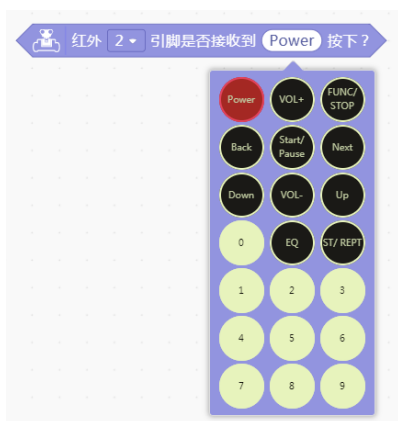 红外 2 引脚是否接收到 Power 按下？
Power VOL+ FUNC/
STOP
Back Start/
Pause Next
Down VOL- Up
0 EQ ST/ REPT
1 2 3
4 5 6
7 8 9